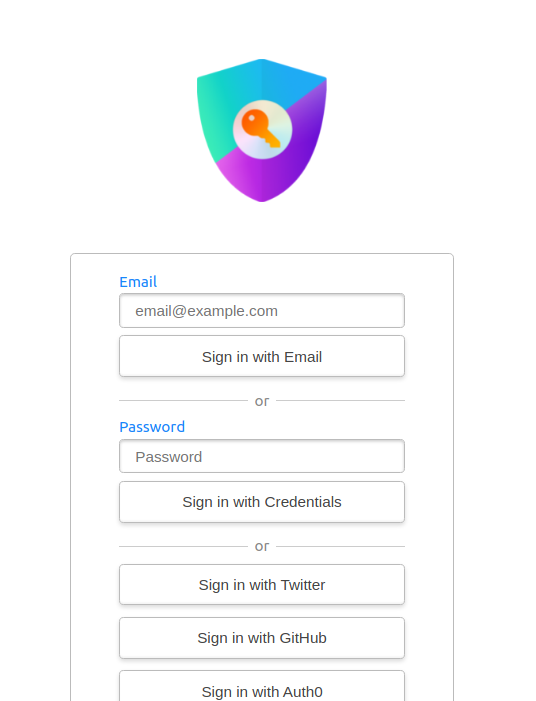 Email
email@example.com
Sign in with Email
or
Password
Password
Sign in with Credentials
or
Sign in with Twitter
Sign in with GitHub
Sign in with Auth0